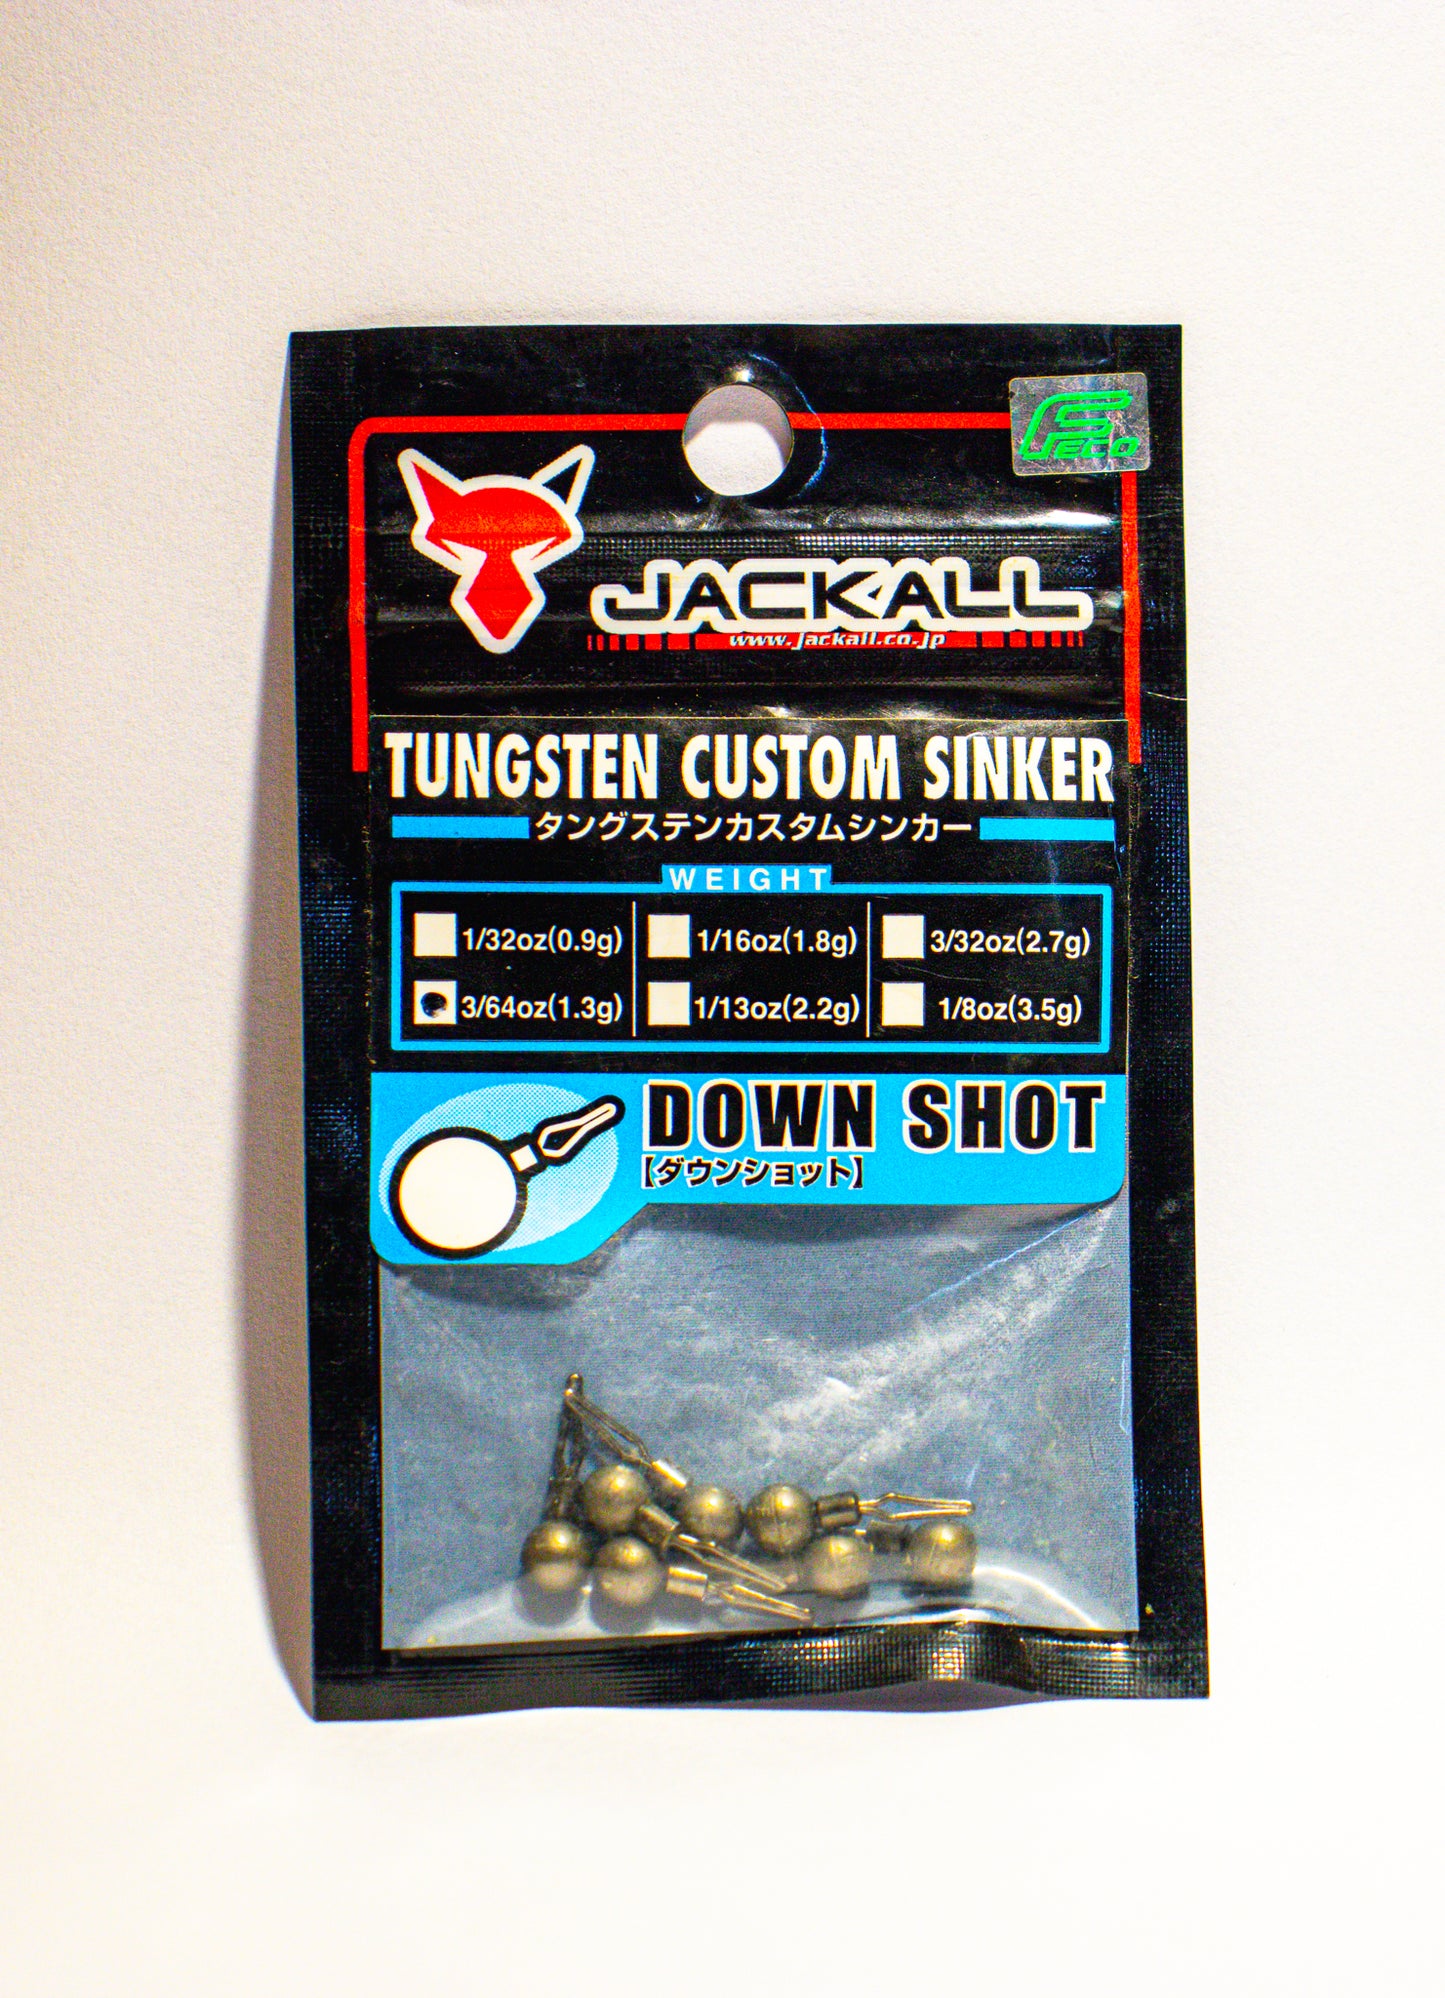 Feco
JACKALL
www.jackall.co.jp
TUNGSTEN CUSTOM SINKER
タングステンカスタムシンカー
WEIGHT
1/32oz(0.9g) 1/16oz(1.8g) 3/32oz(2.7g)
3/64oz(1.3g) 1/13oz(2.2g) 1/8oz(3.5g)
DOWN SHOT
【ダウンショット】